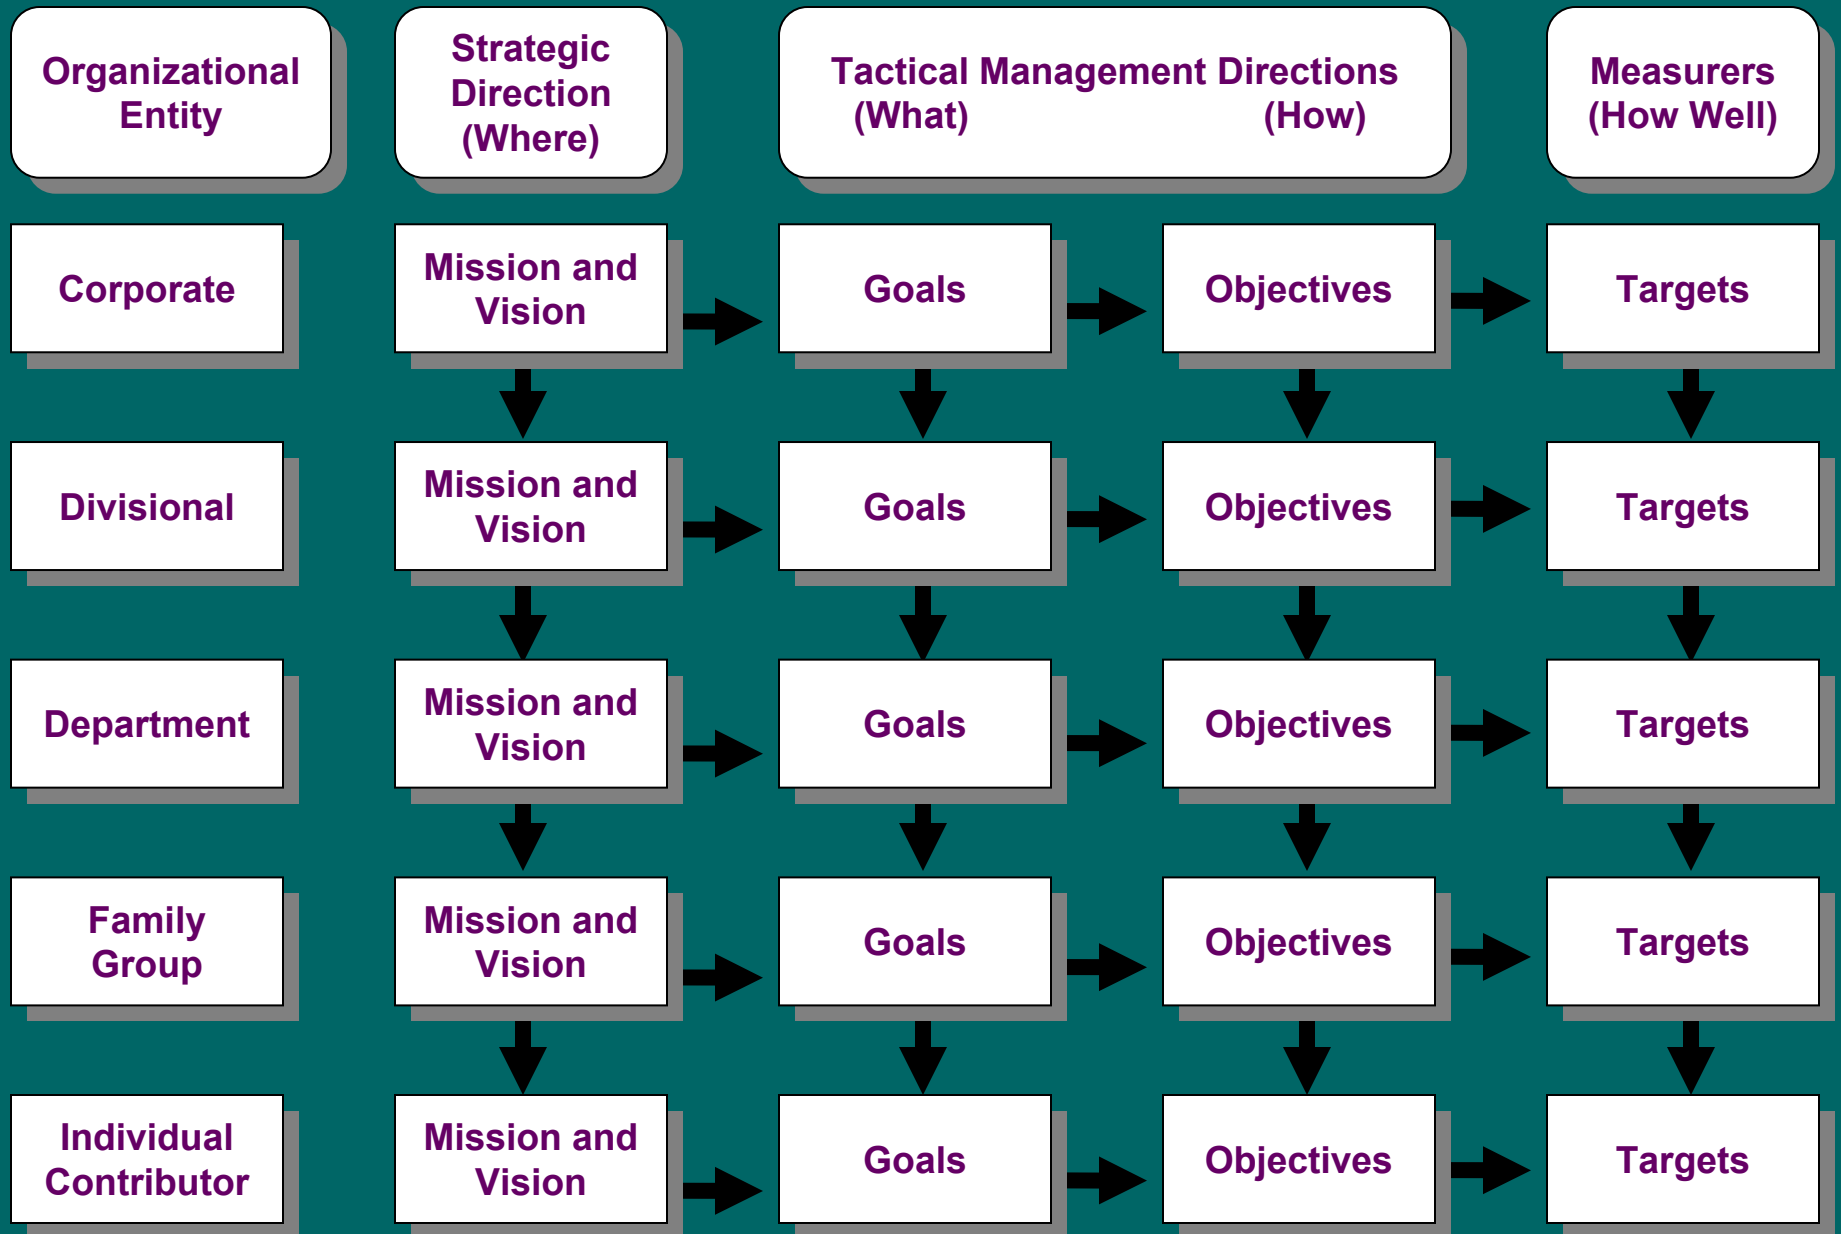 Organizational
Entity
Strategic
Direction
(Where)
Tactical Management Directions
(What) (How)
Measurers
(How Well)
Corporate
Mission and
Vision
Goals
Objectives
Targets
Divisional
Mission and
Vision
Goals
Objectives
Targets
Department
Mission and
Vision
Goals
Objectives
Targets
Family
Group
Mission and
Vision
Goals
Objectives
Targets
Individual
Contributor
Mission and
Vision
Goals
Objectives
Targets